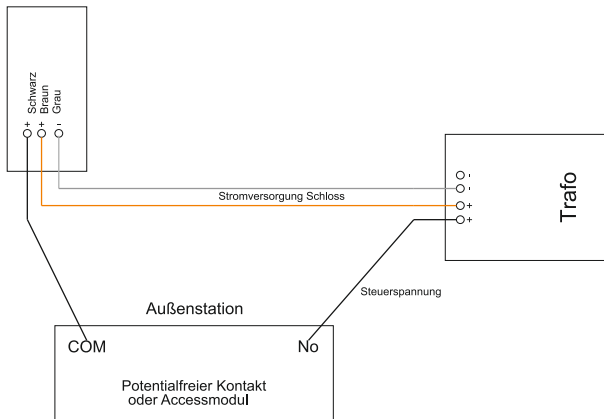 Schwarz
Braun
Grau
+
+
-
Stromversorgung Schloss
-
-
+
+
Trafo
Steuerspannung
Außenstation
COM
No
Potentialfreier Kontakt
oder Accessmodul